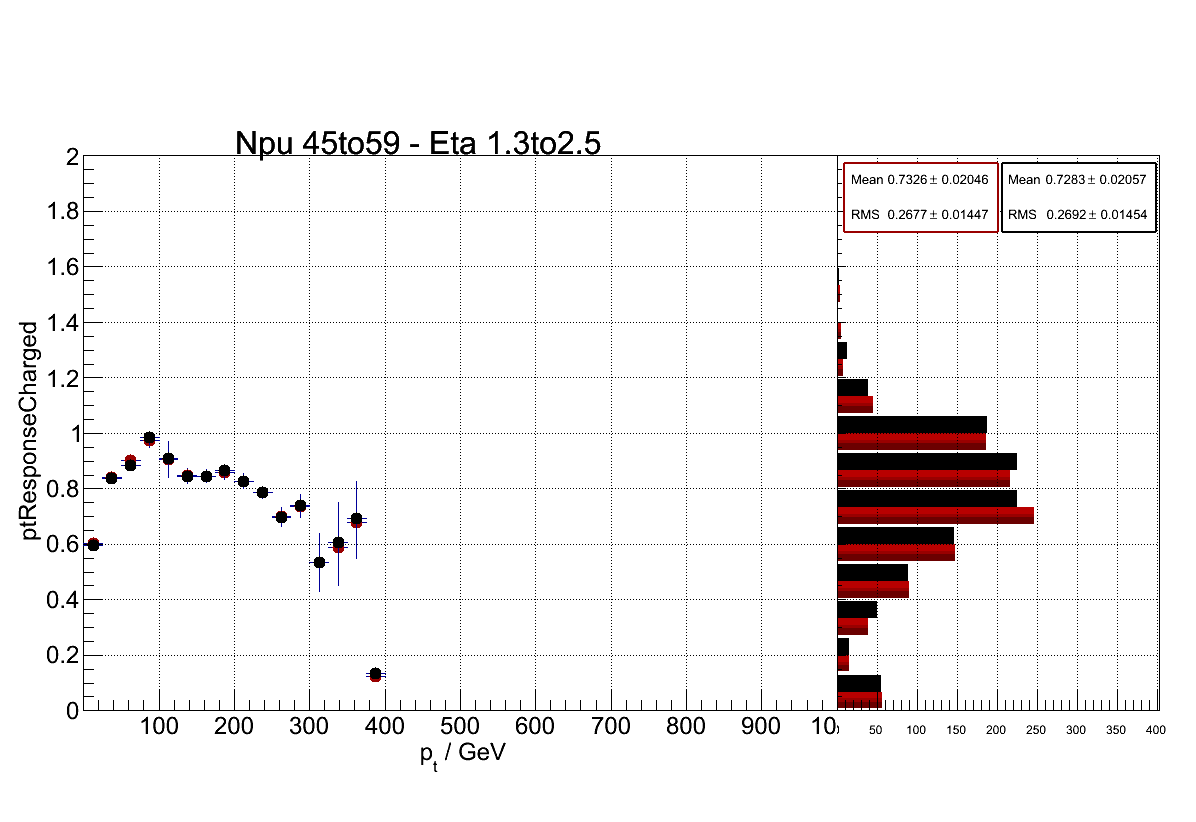 Npu 45to59 - Eta 1.3to2.5
Mean 0.7326 ± 0.02046
RMS 0.2677 ± 0.01447
Mean 0.7283 ± 0.02057
RMS 0.2692 ± 0.01454
ptResponseCharged
2
1.8
1.6
1.4
1.2
1
0.8
0.6
0.4
0.2
0
100 200 300 400 500 600 700 800 900 10
50 100 150 200 250 300 350 400
pt / GeV